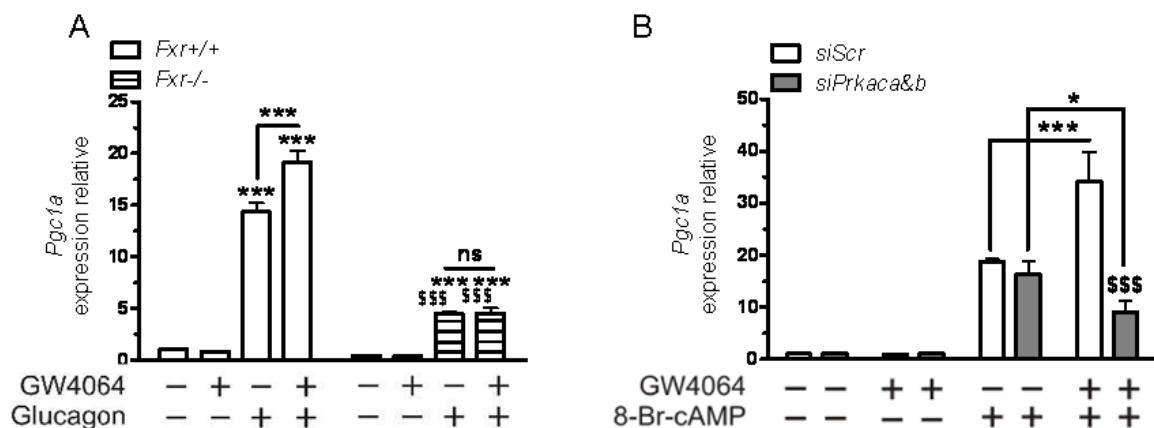 A
Fxr+/+
Fxr-/-
Pgc1a
expression relative
25
20
15
10
5
0
***
***
***
ns
*** ***
$$$ $$$
GW4064 − + − + − + − +
Glucagon − − + + − − + +
B
siScr
siPrkaca&b
Pgc1a
expression relative
50
40
30
20
10
0
*
***
$$$
GW4064 − − + + − − + +
8-Br-cAMP − − − − + + + +